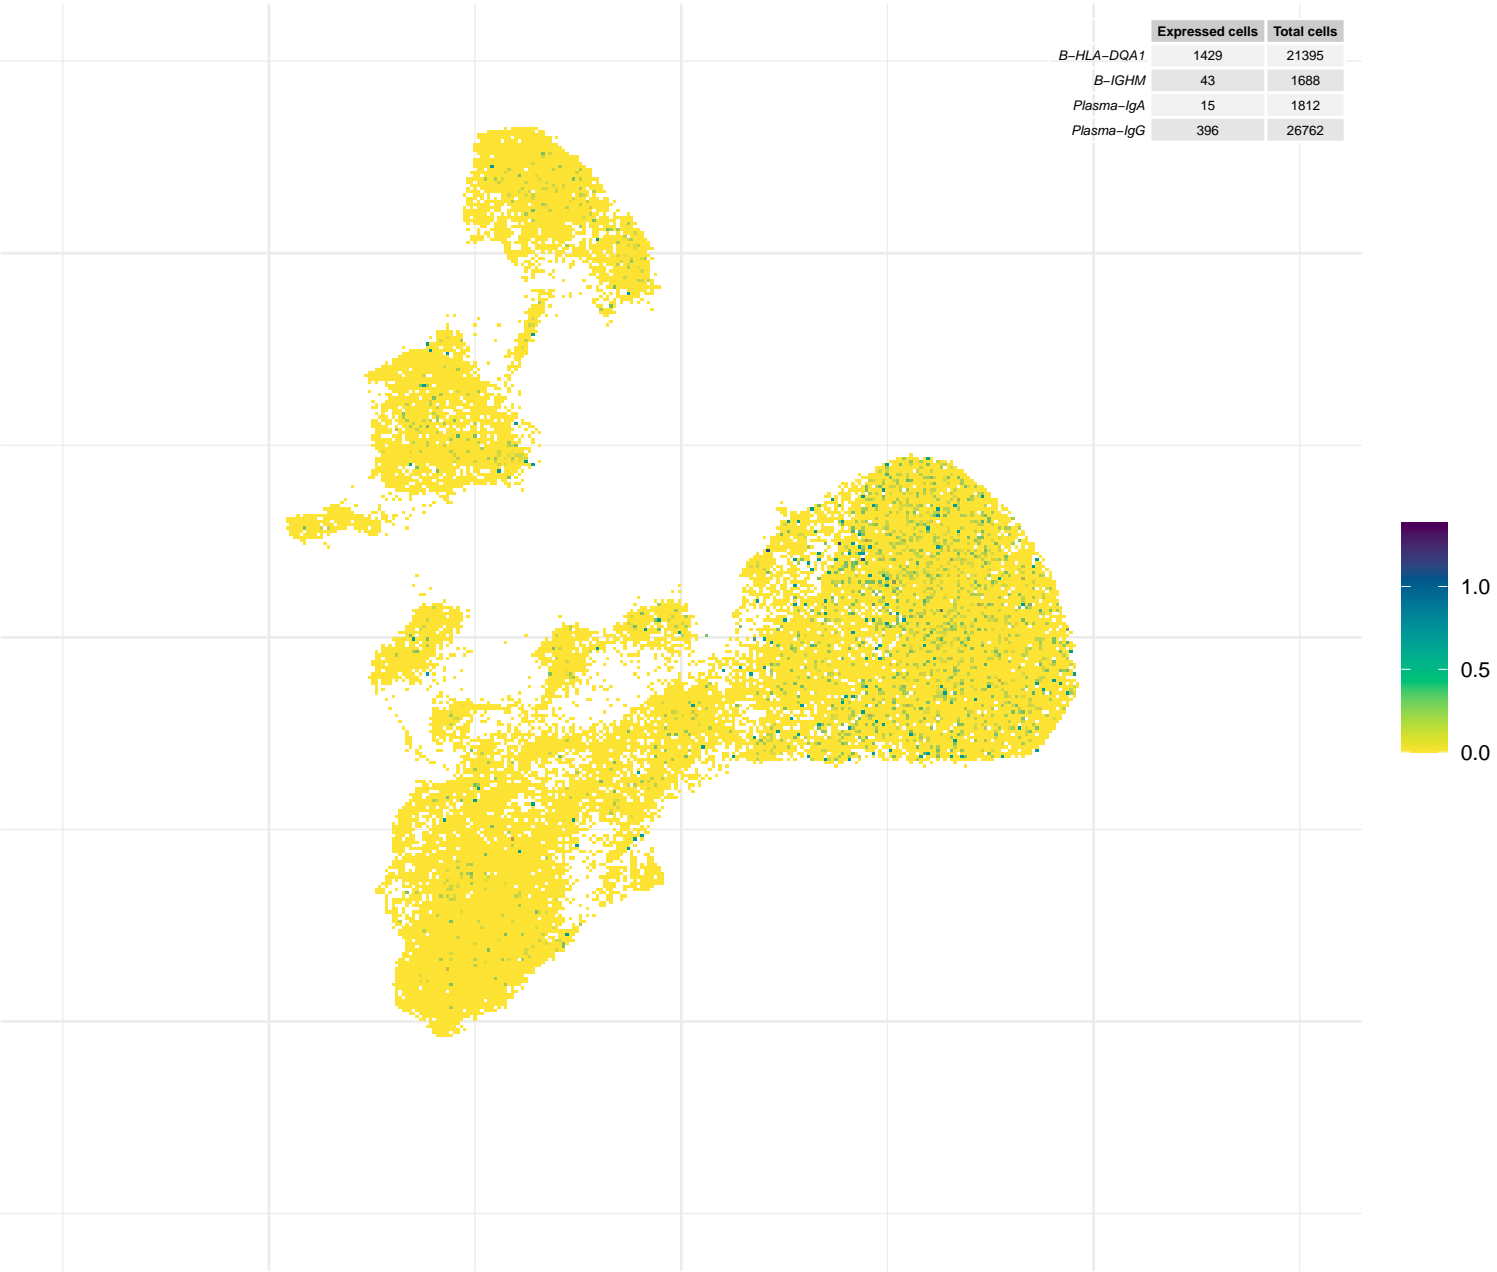 Expressed cells Total cells
B−HLA−DQA1 1429 21395
B−IGHM 43 1688
Plasma−IgA 15 1812
Plasma−IgG 396 26762
1.0
0.5
0.0